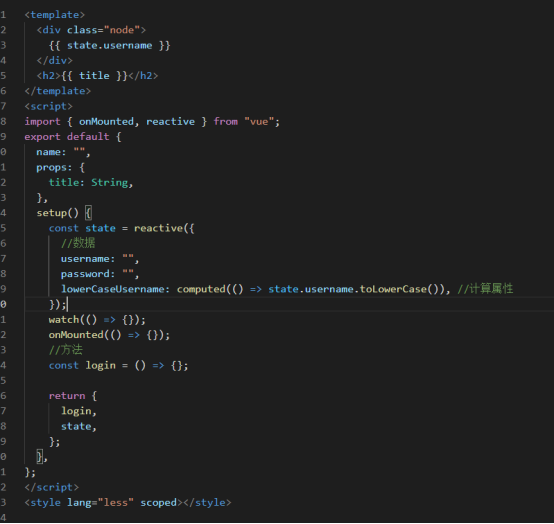 1 <template>
2   <div class="node">
3     {{ state.username }}
4   </div>
5   <h2>{{ title }}</h2>
6 </template>
7 <script>
8 import { onMounted, reactive } from "vue";
9 export default {
0   name: "",
1   props: {
2     title: String,
3   },
4   setup() {
5     const state = reactive({
6       //数据
7       username: "",
8       password: "",
9       lowerCaseUsername: computed(() => state.username.toLowerCase()), //计算属性
0     });
1     watch(() => {});
2     onMounted(() => {});
3     //方法
4     const login = () => {};
5
6     return {
7       login,
8       state,
9     };
0   },
1 };
2 </script>
3 <style lang="less" scoped></style>
4